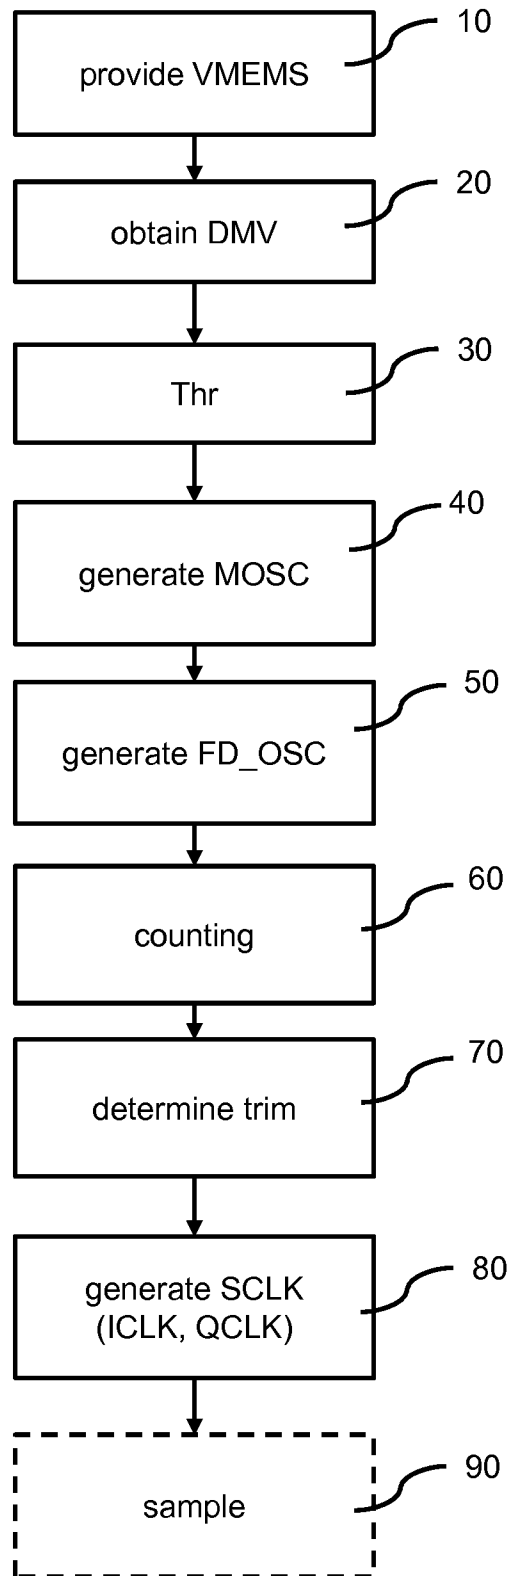 10
provide VMEMS
20
obtain DMV
30
Thr
40
generate MOSC
50
generate FD_OSC
60
counting
70
determine trim
80
generate SCLK
(ICLK, QCLK)
90
sample